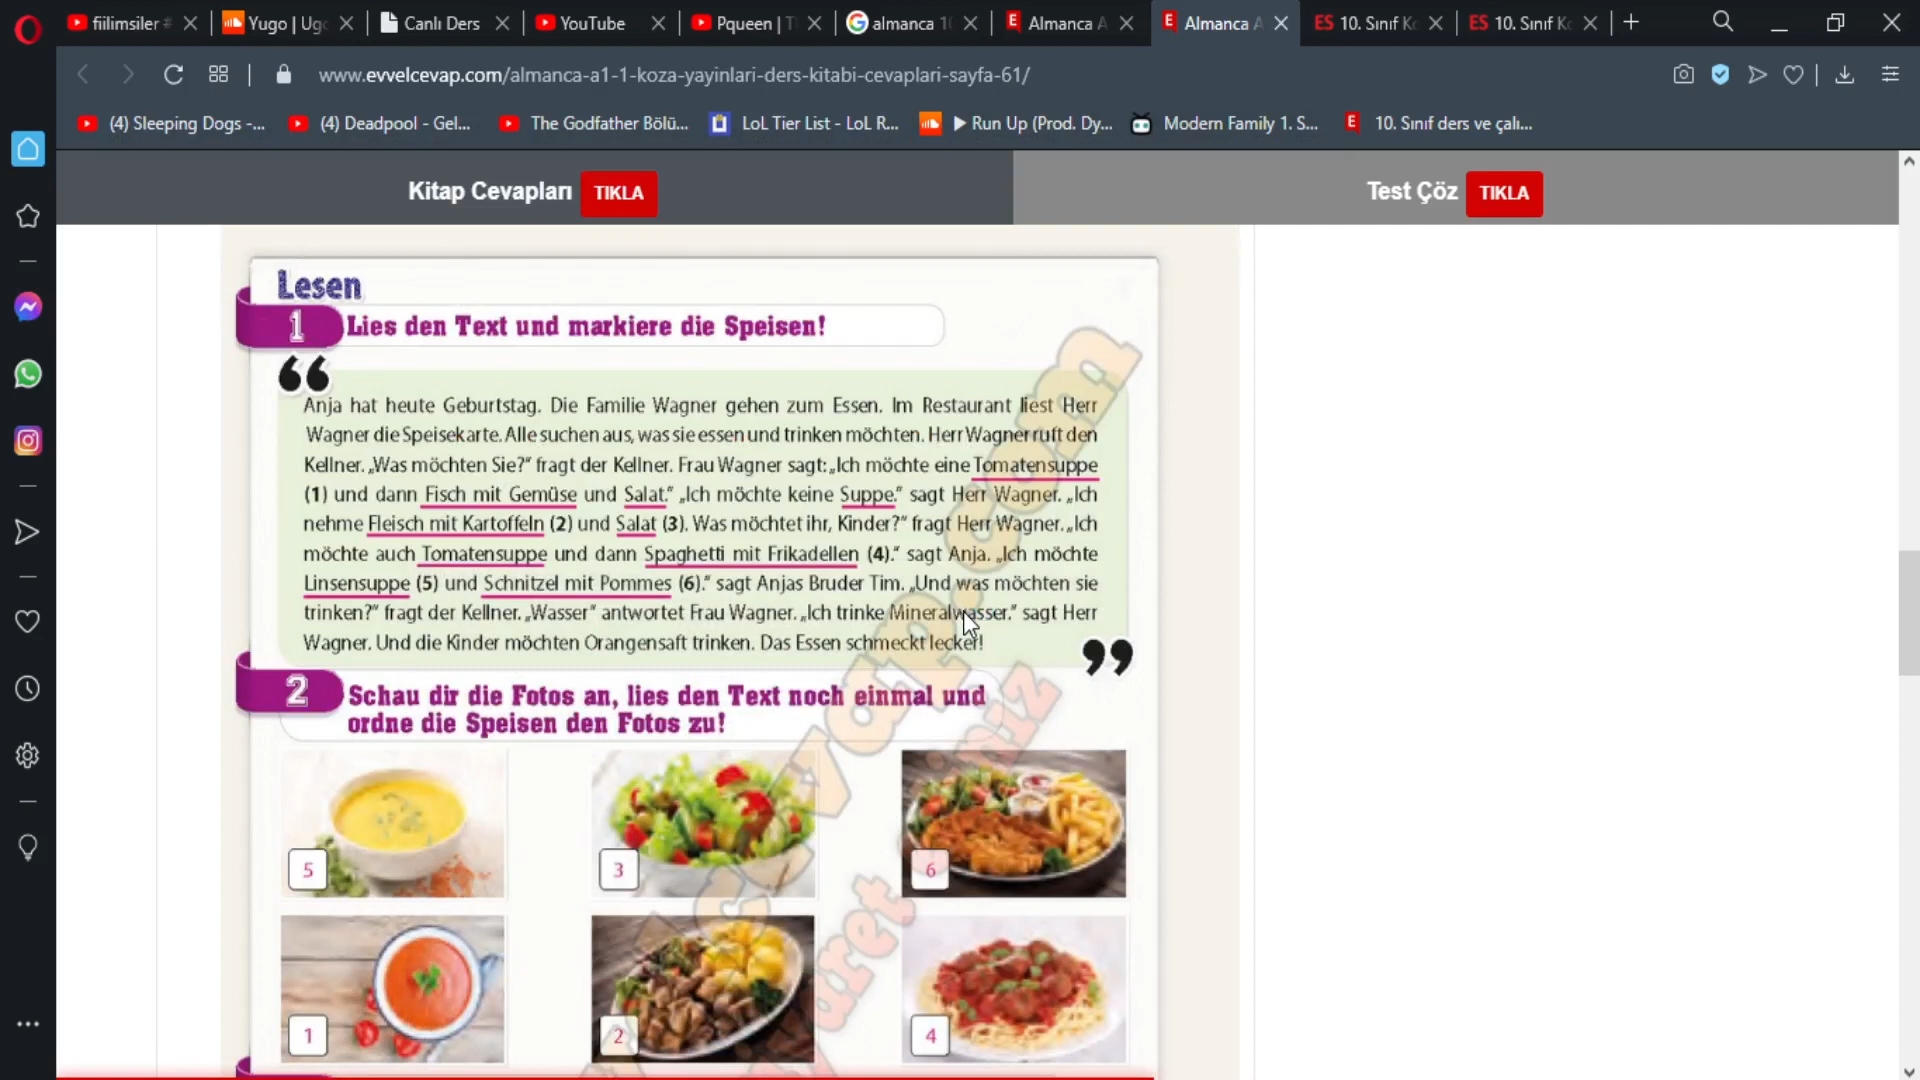 fiilimsiler #
Yugo | Ugo
Canlı Ders
YouTube
Pqueen | T
almanca 10
Almanca A
Almanca A
10. Sınıf Ko
10. Sınıf Ko
www.evvelcevap.com/almanca-a1-1-koza-yayinlari-ders-kitabi-cevaplari-sayfa-61/
(4) Sleeping Dogs -...
(4) Deadpool - Gel...
The Godfather Bölü...
LoL Tier List - LoL R...
Run Up (Prod. Dy...
Modern Family 1. S...
10. Sınıf ders ve çalı...
Kitap Cevapları TIKLA
Test Çöz TIKLA
Lesen
1 Lies den Text und markiere die Speisen!
Anja hat heute Geburtstag. Die Familie Wagner gehen zum Essen. Im Restaurant liest Herr
Wagner die Speisekarte. Alle suchen aus, was sie essen und trinken möchten. Herr Wagner ruft den
Kellner. „Was möchten Sie?" fragt der Kellner. Frau Wagner sagt: „Ich möchte eine Tomatensuppe
(1) und dann Fisch mit Gemüse und Salat." „Ich möchte keine Suppe." sagt Herr Wagner. „Ich
nehme Fleisch mit Kartoffeln (2) und Salat (3). Was möchtet ihr, Kinder?" fragt Herr Wagner. „Ich
möchte auch Tomatensuppe und dann Spaghetti mit Frikadellen (4)." sagt Anja. „Ich möchte
Linsensuppe (5) und Schnitzel mit Pommes (6)." sagt Anjas Bruder Tim. „Und was möchten sie
trinken?" fragt der Kellner. „Wasser" antwortet Frau Wagner. „Ich trinke Mineralwasser." sagt Herr
Wagner. Und die Kinder möchten Orangensaft trinken. Das Essen schmeckt lecker!
2 Schau dir die Fotos an, lies den Text noch einmal und
ordne die Speisen den Fotos zu!
5
3
6
1
2
4